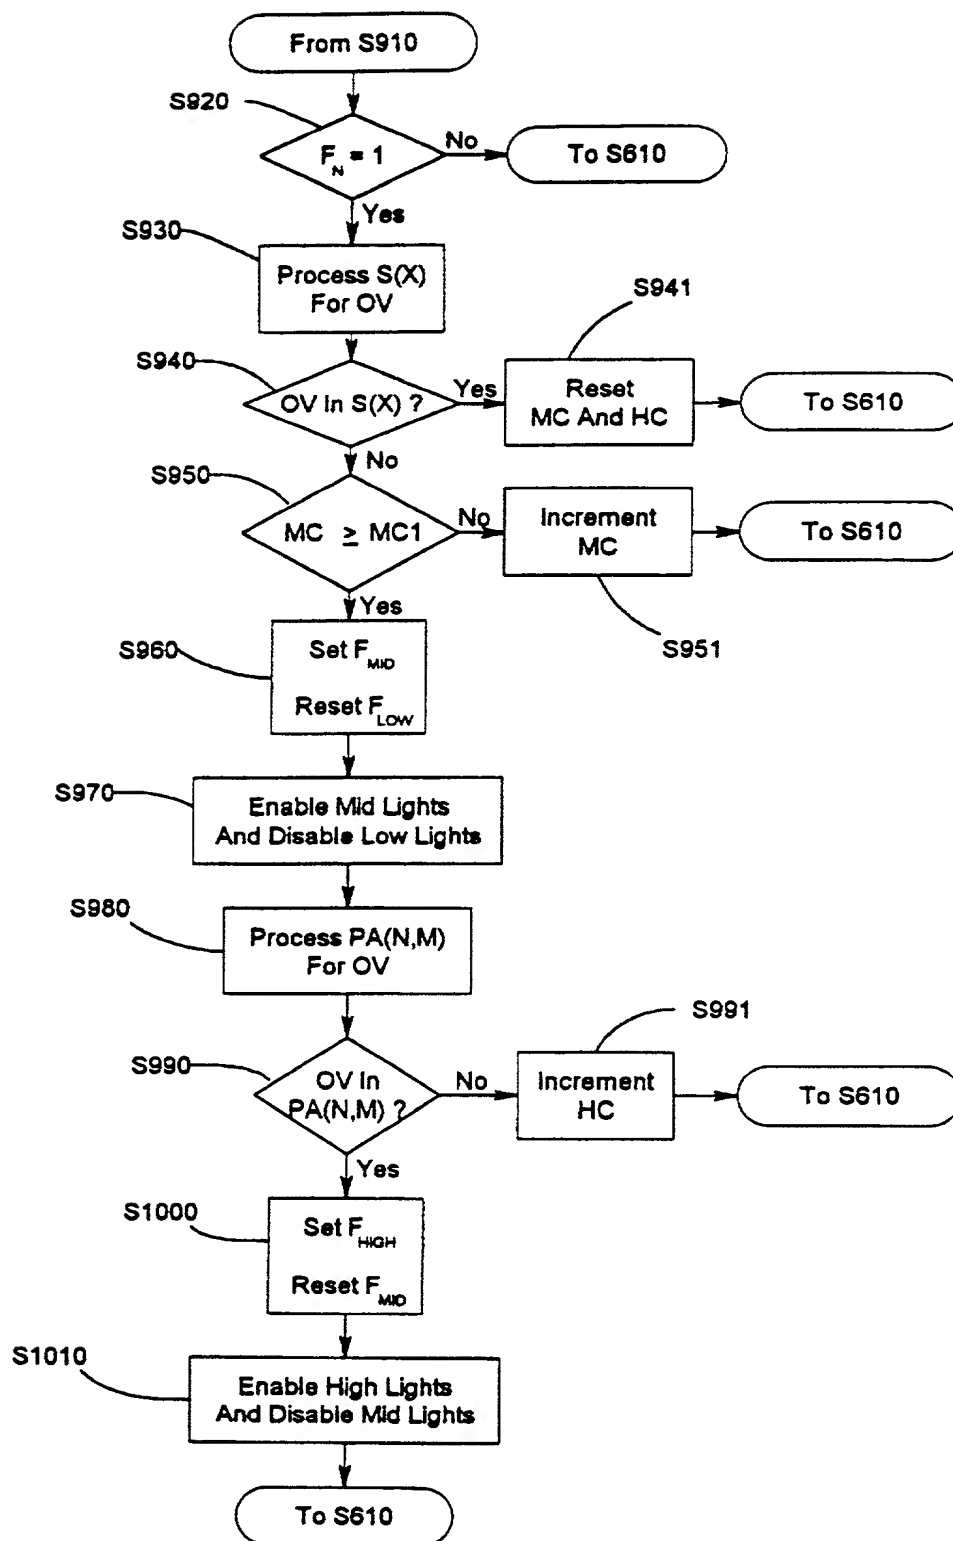 From S910
S920
F_N = 1
No
To S610
Yes
S930
Process S(X)
For OV
S941
S940
OV In S(X) ?
Yes
Reset
MC And HC
To S610
No
S950
MC ≥ MC1
No
Increment
MC
To S610
S951
Yes
S960
Set F_MID
Reset F_LOW
S970
Enable Mid Lights
And Disable Low Lights
S980
Process PA(N,M)
For OV
S991
S990
OV In
PA(N,M) ?
No
Increment
HC
To S610
Yes
S1000
Set F_HIGH
Reset F_MID
S1010
Enable High Lights
And Disable Mid Lights
To S610